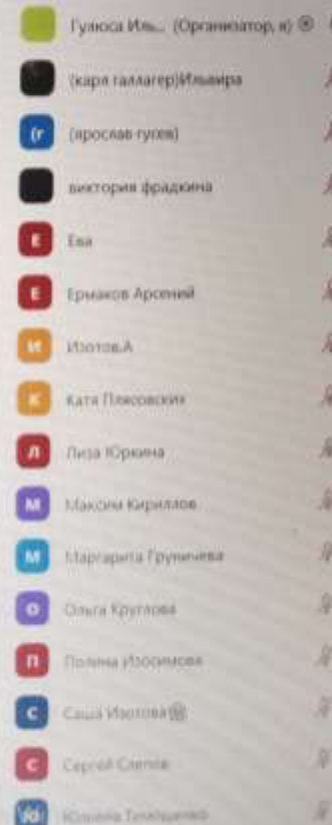 Гулюса Иль... (Организатор, я)
(карл галлагер)Ильвира
(г (ярослав гусев)
виктория фрадкина
Е Ева
Е Ермаков Арсений
И Изотов.А
К Катя Плясовских
Л Лиза Юркина
М Максим Кириллов
М Маргарита Груничева
О Ольга Круглова
П Полина Изосимова
С Саша Изотова
С Сергей Слепов
Тимошенко